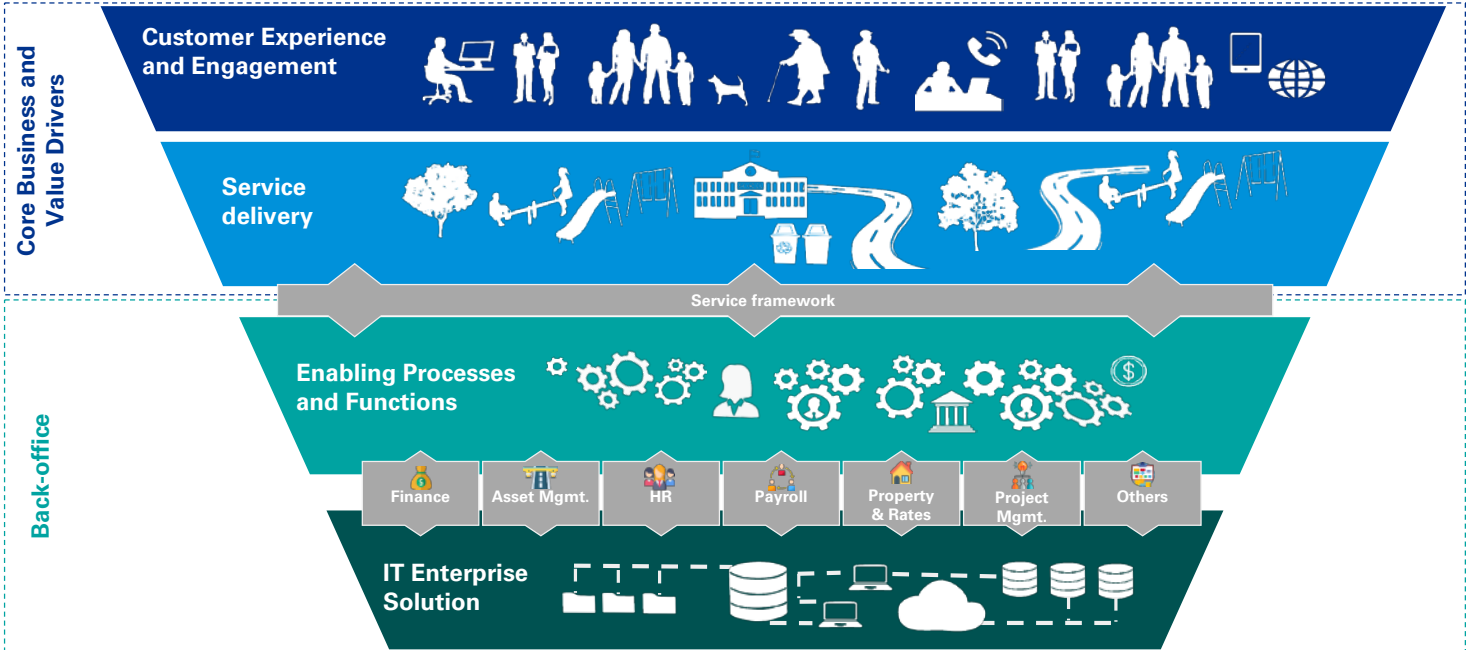 Core Business and
Value Drivers
Customer Experience
and Engagement
Service
delivery
Service framework
Back-office
Enabling Processes
and Functions
$
Finance
Asset Mgmt.
HR
Payroll
Property
& Rates
Project
Mgmt.
Others
IT Enterprise
Solution